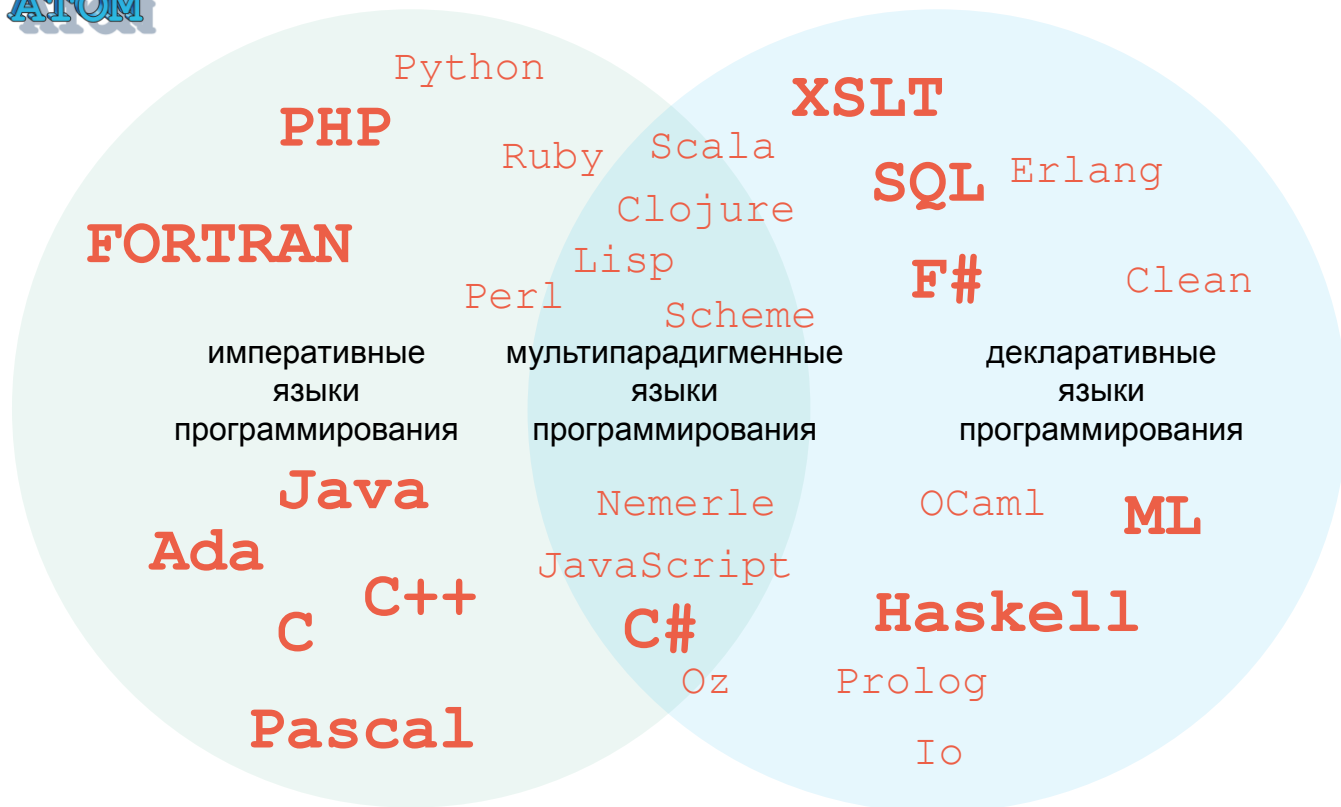 ATOM
Python
XSLT
PHP
Ruby
Scala
SQL
Erlang
Clojure
FORTRAN
Lisp
F#
Clean
Perl
Scheme
императивные
языки
программирования
мультипарадигменные
языки
программирования
декларативные
языки
программирования
Java
Nemerle
OCaml
ML
Ada
JavaScript
C++
C
C#
Haskell
Oz
Prolog
Pascal
Io